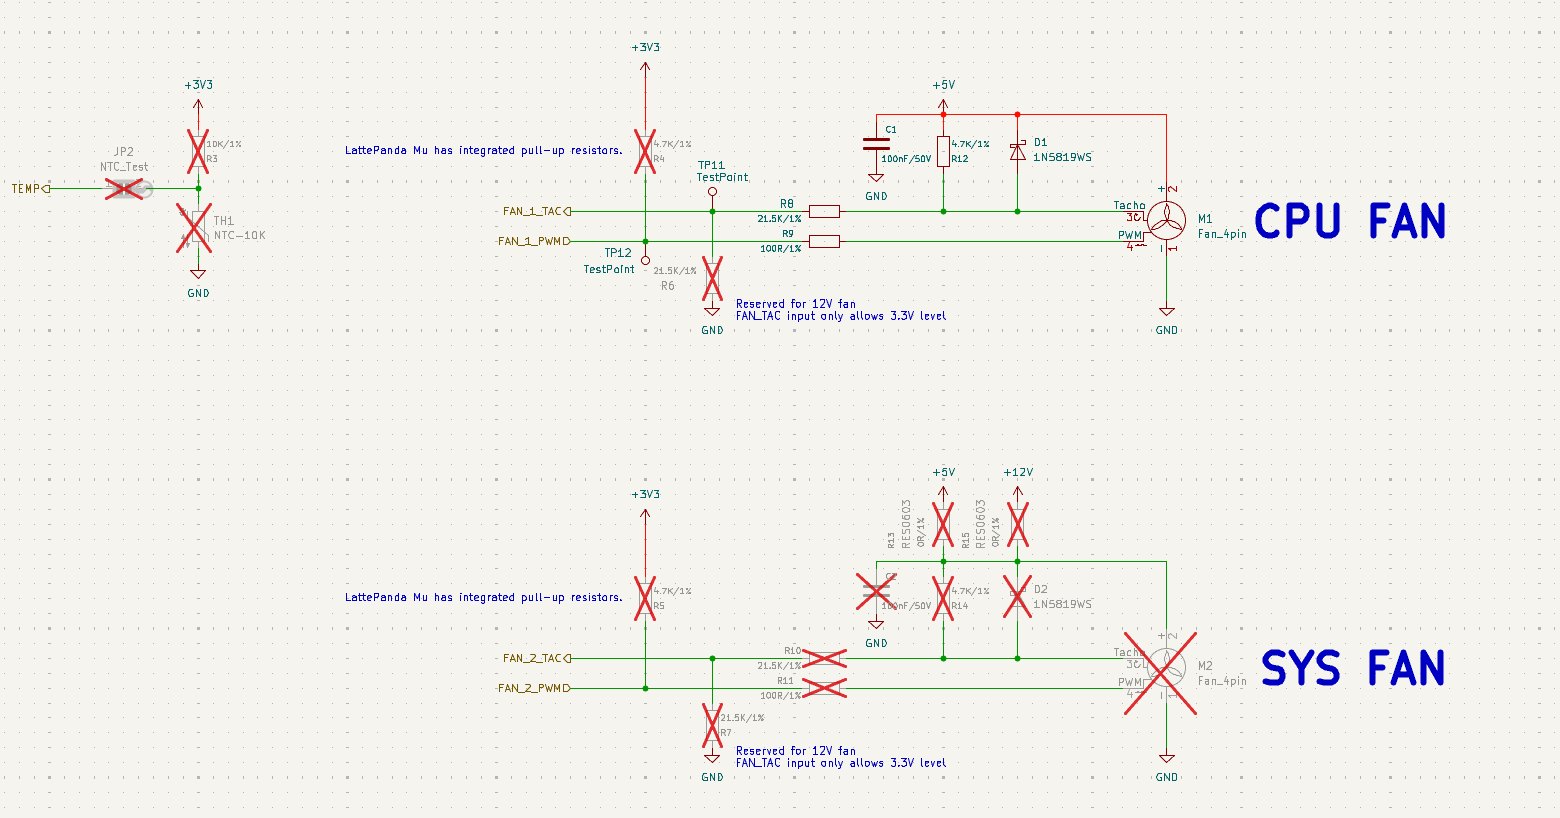 +3V3
10K/1%
R3
JP2
NTC_Test
TEMP
TH1
NTC-10K
GND
+3V3
4.7K/1%
R4
LattePanda Mu has integrated pull-up resistors.
TP11
TestPoint
FAN_1_TAC
FAN_1_PWM
TP12
TestPoint
21.5K/1%
R6
GND
Reserved for 12V fan
FAN_TAC input only allows 3.3V level
R8
21.5K/1%
R9
100R/1%
+5V
C1
100nF/50V
GND
4.7K/1%
R12
D1
1N5819WS
Tacho
3
PWM
4
+
2
-
1
M1
Fan_4pin
GND
CPU FAN
+3V3
4.7K/1%
R5
LattePanda Mu has integrated pull-up resistors.
FAN_2_TAC
FAN_2_PWM
21.5K/1%
R7
GND
Reserved for 12V fan
FAN_TAC input only allows 3.3V level
R10
21.5K/1%
R11
100R/1%
+5V
+12V
R13
RES0603
0R/1%
R15
RES0603
0R/1%
100nF/50V
GND
4.7K/1%
R14
D2
1N5819WS
Tacho
3
PWM
4
+
2
-
1
M2
Fan_4pin
GND
SYS FAN